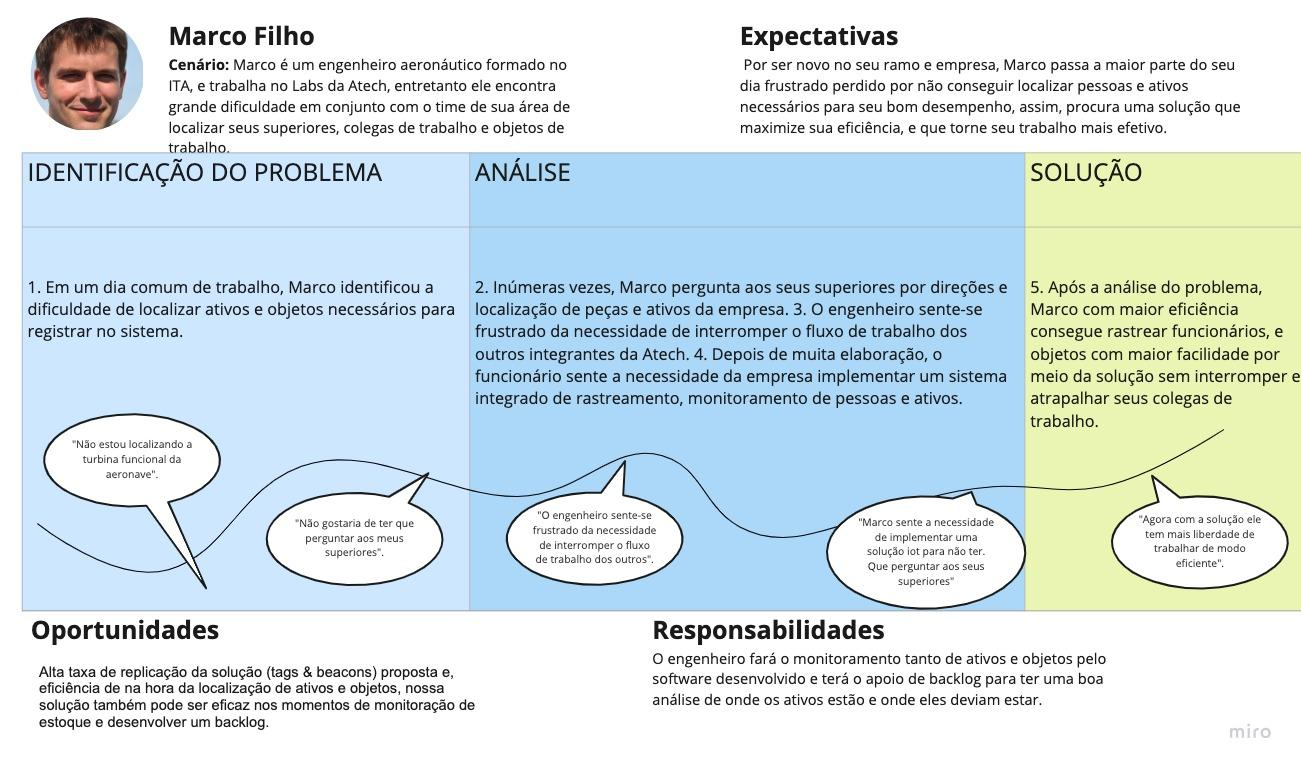 Marco Filho
Cenário: Marco é um engenheiro aeronáutico formado no
ITA, e trabalha no Labs da Atech, entretanto ele encontra
grande dificuldade em conjunto com o time de sua área de
localizar seus superiores, colegas de trabalho e objetos de
trabalho.
Expectativas
Por ser novo no seu ramo e empresa, Marco passa a maior parte do seu
dia frustrado perdido por não conseguir localizar pessoas e ativos
necessários para seu bom desempenho, assim, procura uma solução que
maximize sua eficiência, e que torne seu trabalho mais efetivo.
IDENTIFICAÇÃO DO PROBLEMA
ANÁLISE
SOLUÇÃO
1. Em um dia comum de trabalho, Marco identificou a
dificuldade de localizar ativos e objetos necessários para
registrar no sistema.
2. Inúmeras vezes, Marco pergunta aos seus superiores por direções e
localização de peças e ativos da empresa. 3. O engenheiro sente-se
frustrado da necessidade de interromper o fluxo de trabalho dos
outros integrantes da Atech. 4. Depois de muita elaboração, o
funcionário sente a necessidade da empresa implementar um sistema
integrado de rastreamento, monitoramento de pessoas e ativos.
5. Após a análise do problema,
Marco com maior eficiência
consegue rastrear funcionários, e
objetos com maior facilidade por
meio da solução sem interromper e
atrapalhar seus colegas de
trabalho.
"Não estou localizando a
turbina funcional da
aeronave".
"Não gostaria de ter que
perguntar aos meus
superiores".
"O engenheiro sente-se
frustrado da necessidade
de interromper o fluxo
de trabalho dos outros".
"Marco sente a necessidade
de implementar uma
solução iot para não ter.
Que perguntar aos seus
superiores"
"Agora com a solução ele
tem mais liberdade de
trabalhar de modo
eficiente".
Oportunidades
Alta taxa de replicação da solução (tags & beacons) proposta e,
eficiência de na hora da localização de ativos e objetos, nossa
solução também pode ser eficaz nos momentos de monitoração de
estoque e desenvolver um backlog.
Responsabilidades
O engenheiro fará o monitoramento tanto de ativos e objetos pelo
software desenvolvido e terá o apoio de backlog para ter uma boa
análise de onde os ativos estão e onde eles deviam estar.
miro